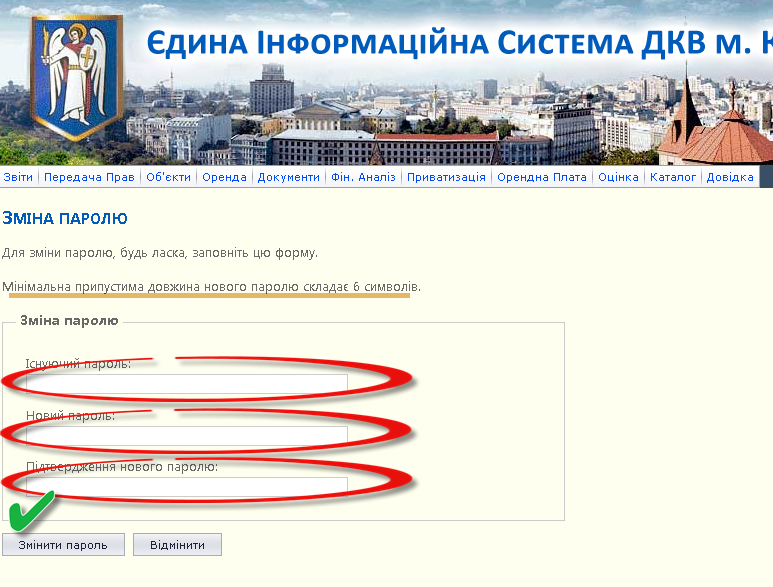 Єдина Інформаційна Система ДКВ м. К
Звіти Передача Прав Об'єкти Оренда Документи Фін. Аналіз Приватизація Орендна Плата Оцінка Каталог Довідка
Зміна паролю
Для зміни паролю, будь ласка, заповніть цю форму.
Мінімальна припустима довжина нового паролю складає 6 символів.
Зміна паролю
Існуючий пароль:
Новий пароль:
Підтвердження нового паролю:
Змінити пароль Відмінити